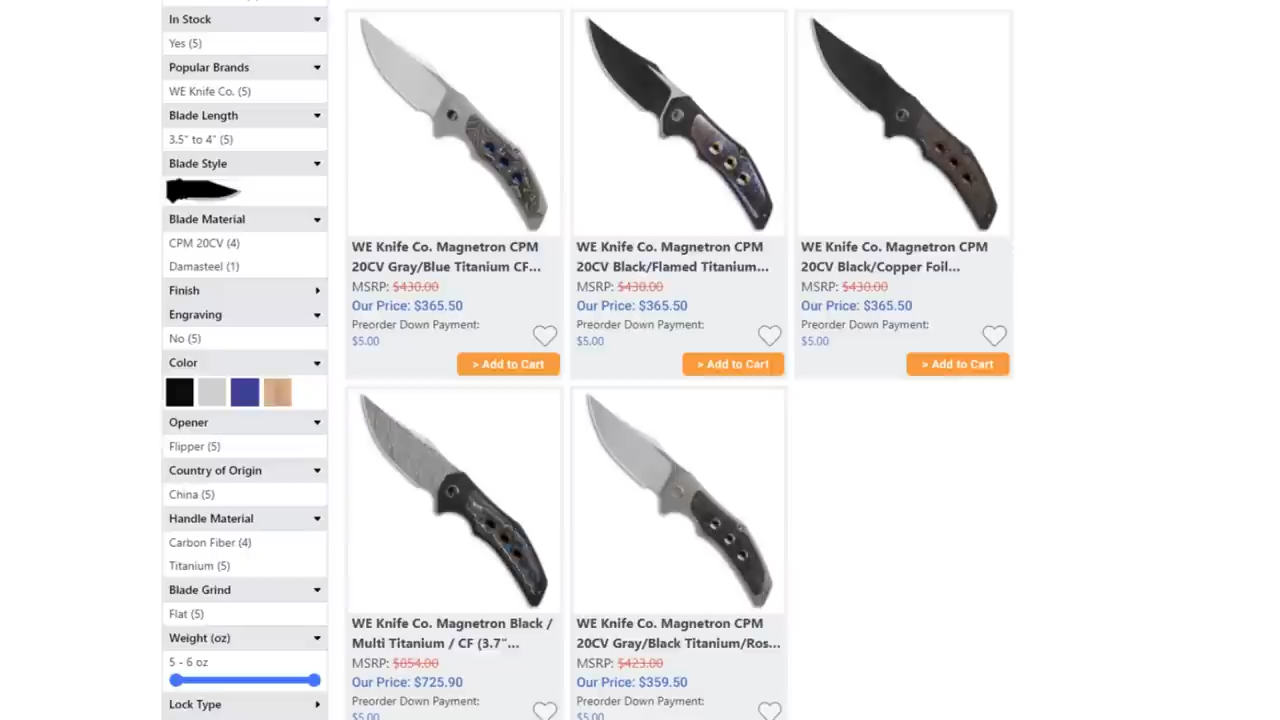 In Stock
Yes (5)
Popular Brands
WE Knife Co. (5)
Blade Length
3.5" to 4" (5)
Blade Style
Blade Material
CPM 20CV (4)
Damasteel (1)
Finish
Engraving
No (5)
Color
Opener
Flipper (5)
Country of Origin
China (5)
Handle Material
Carbon Fiber (4)
Titanium (5)
Blade Grind
Flat (5)
Weight (oz)
5 - 6 oz
Lock Type
WE Knife Co. Magnetron CPM
20CV Gray/Blue Titanium CF...
MSRP: $430.00
Our Price: $365.50
Preorder Down Payment:
$5.00
> Add to Cart
WE Knife Co. Magnetron CPM
20CV Black/Flamed Titanium...
MSRP: $430.00
Our Price: $365.50
Preorder Down Payment:
$5.00
> Add to Cart
WE Knife Co. Magnetron CPM
20CV Black/Copper Foil...
MSRP: $430.00
Our Price: $365.50
Preorder Down Payment:
$5.00
> Add to Cart
WE Knife Co. Magnetron Black /
Multi Titanium / CF (3.7"...
MSRP: $854.00
Our Price: $725.90
Preorder Down Payment:
$5.00
WE Knife Co. Magnetron CPM
20CV Gray/Black Titanium/Ros...
MSRP: $423.00
Our Price: $359.50
Preorder Down Payment:
$5.00